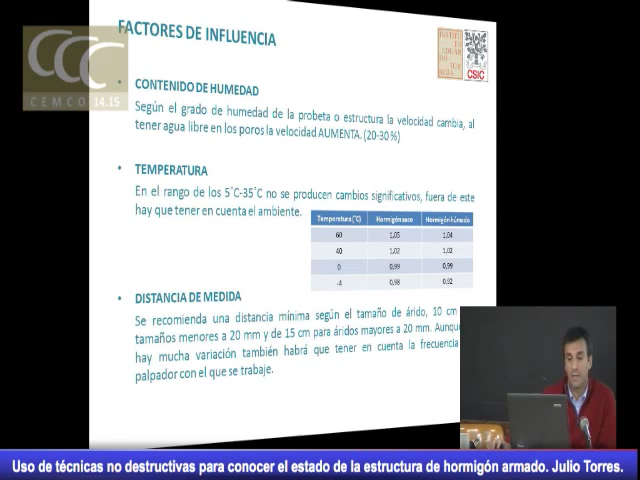 FACTORES DE INFLUENCIA
CCC
CEMCO 14.15
INSTITU
TO
EDUAR
DO
TOR
ROJA
CSIC
• CONTENIDO DE HUMEDAD
Según el grado de humedad de la probeta o estructura la velocidad cambia, al
tener agua libre en los poros la velocidad AUMENTA. (20-30 %)
• TEMPERATURA
En el rango de los 5°C-35°C no se producen cambios significativos, fuera de este
hay que tener en cuenta el ambiente.
Temperatura (°C) Hormigón seco Hormigón húmedo
60 1,05 1,04
40 1,02 1,02
0 0,99 0,99
-4 0,98 0,92
• DISTANCIA DE MEDIDA
Se recomienda una distancia mínima según el tamaño de árido, 10 cm
tamaños menores a 20 mm y de 15 cm para áridos mayores a 20 mm. Aunque
hay mucha variación también habrá que tener en cuenta la frecuencia
palpador con el que se trabaje.
Uso de técnicas no destructivas para conocer el estado de la estructura de hormigón armado. Julio Torres.